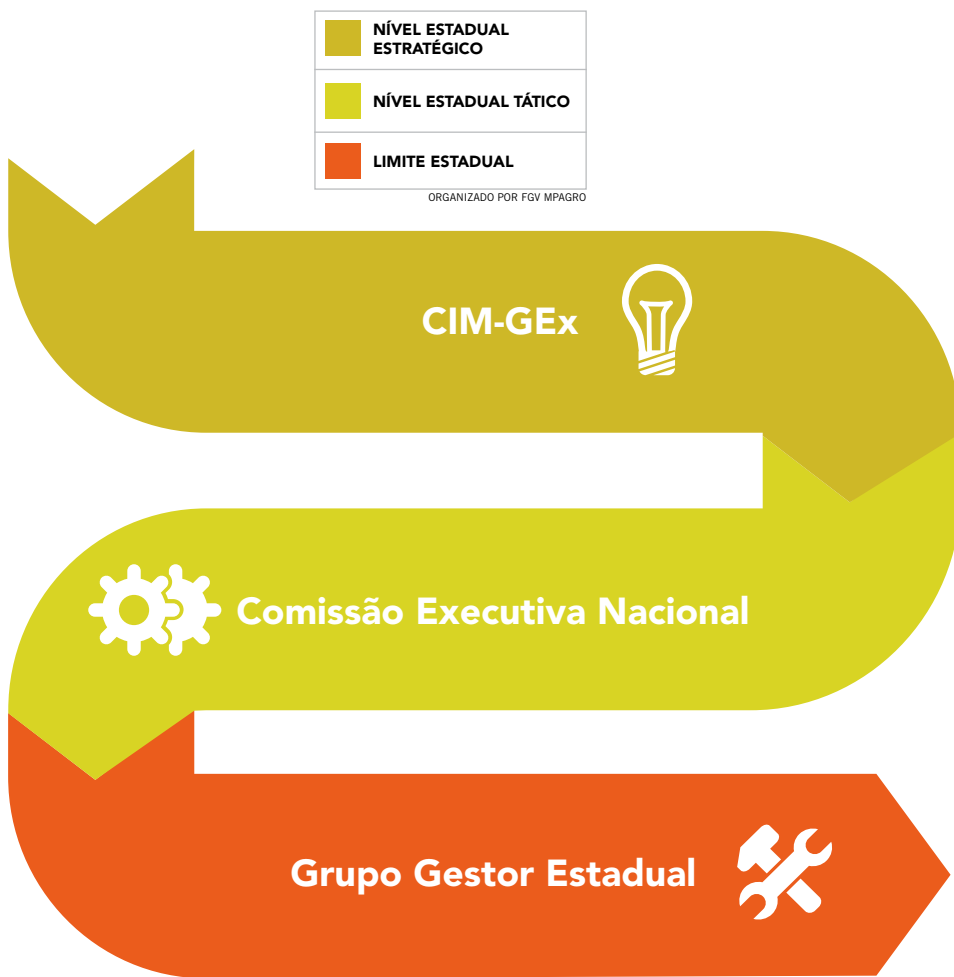 NÍVEL ESTADUAL
ESTRATÉGICO
NÍVEL ESTADUAL TÁTICO
LIMITE ESTADUAL
ORGANIZADO POR FGV MPAGRO
CIM-GEx
Comissão Executiva Nacional
Grupo Gestor Estadual